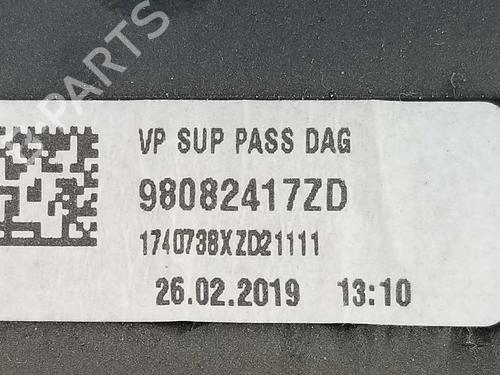 VP SUP PASS DAG
98082417ZD
1740738XZD21111
26.02.2019 13:10
B-PARTS